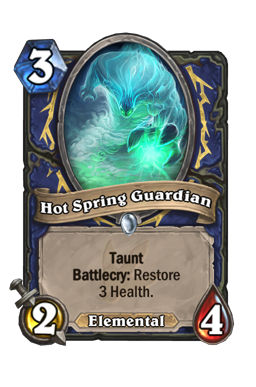 3
Hot Spring Guardian
Taunt
Battlecry: Restore
3 Health.
2
Elemental
4